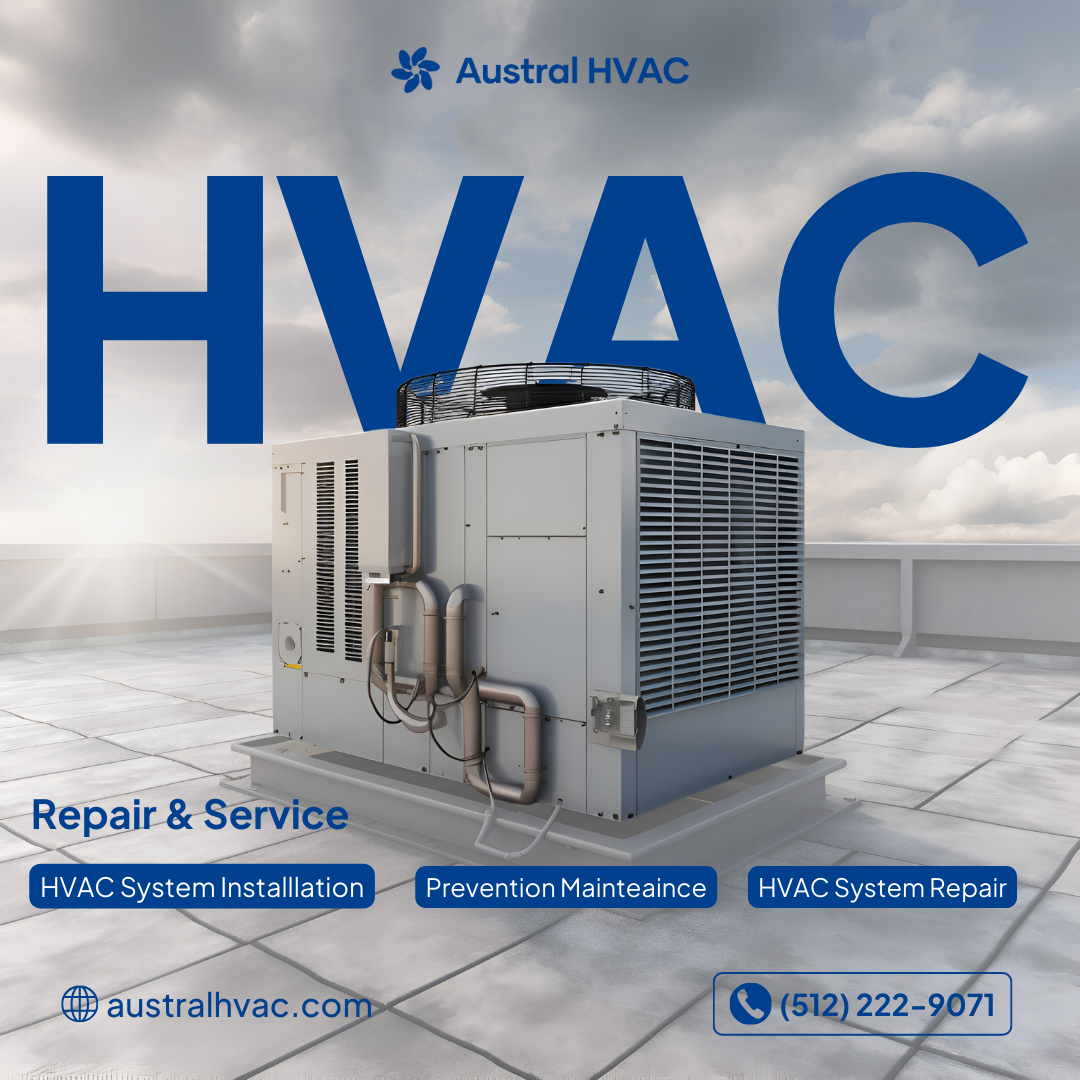 Austral HVAC
HVAC
Repair & Service
HVAC System Installlation
Prevention Mainteaince
HVAC System Repair
australhvac.com
(512) 222-9071